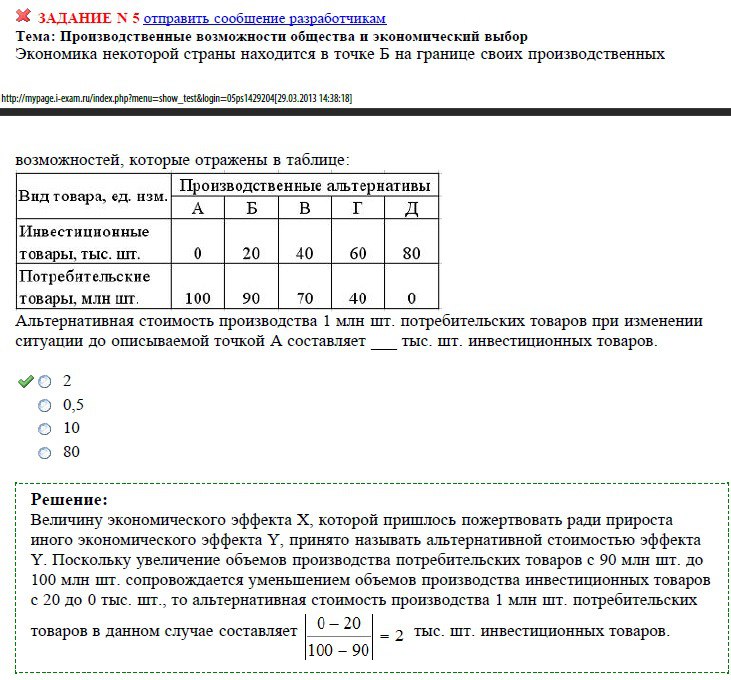 ЗАДАНИЕ N 5 отправить сообщение разработчикам
Тема: Производственные возможности общества и экономический выбор
Экономика некоторой страны находится в точке Б на границе своих производственных
http://mypage.i-exam.ru/index.php?menu=show_test&login=05ps1429204[29.03.2013 14:38:18]
возможностей, которые отражены в таблице:
Вид товара, ед. изм. Производственные альтернативы
А Б В Г Д
Инвестиционные
товары, тыс. шт. 0 20 40 60 80
Потребительские
товары, млн шт. 100 90 70 40 0
Альтернативная стоимость производства 1 млн шт. потребительских товаров при изменении
ситуации до описываемой точкой А составляет ___ тыс. шт. инвестиционных товаров.
2
0,5
10
80
Решение:
Величину экономического эффекта X, которой пришлось пожертвовать ради прироста
иного экономического эффекта Y, принято называть альтернативной стоимостью эффекта
Y. Поскольку увеличение объемов производства потребительских товаров с 90 млн шт. до
100 млн шт. сопровождается уменьшением объемов производства инвестиционных товаров
с 20 до 0 тыс. шт., то альтернативная стоимость производства 1 млн шт. потребительских
товаров в данном случае составляет |0 – 20 / 100 – 90| = 2 тыс. шт. инвестиционных товаров.